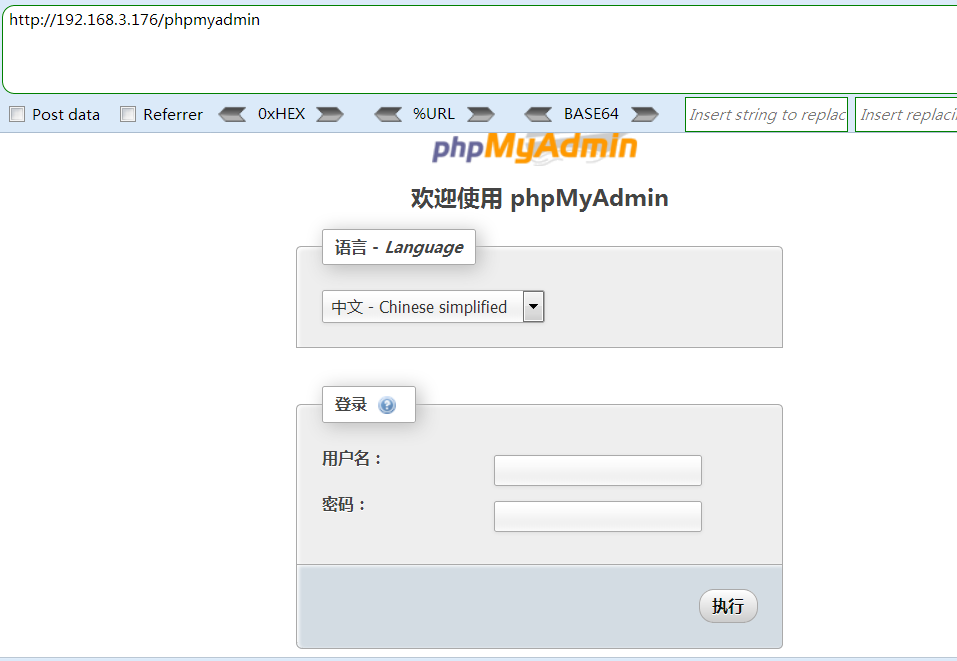 http://192.168.3.176/phpmyadmin
Post data Referrer 0xHEX %URL BASE64 Insert string to replac Insert replaci
phpMyAdmin
欢迎使用 phpMyAdmin
语言 - Language
中文 - Chinese simplified
登录
用户名：
密码：
执行